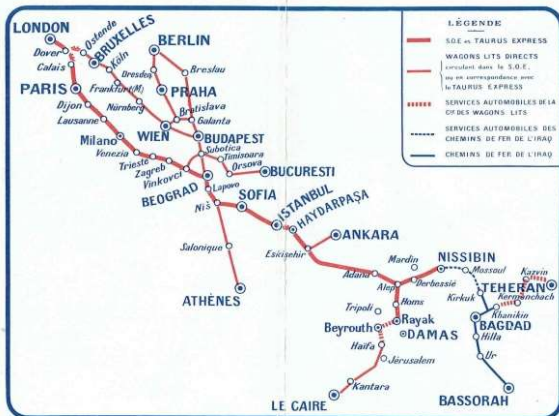 LÉGENDE
S.O.E. ET TAURUS EXPRESS
WAGONS LITS DIRECTS
circulant dans le S.O.E.
ou en correspondance avec
le TAURUS EXPRESS
SERVICES AUTOMOBILES DE LA
Cie DES WAGONS LITS
SERVICES AUTOMOBILES DES
CHEMINS DE FER DE L'IRAQ
CHEMINS DE FER DE L'IRAQ
LONDON
Dover
Calais
Ostende
BRUXELLES
Köln
BERLIN
Breslau
Dresden
PRAHA
Frankfurt(M)
PARIS
Dijon
Nürnberg
Bratislava
Galanta
Lausanne
WIEN
BUDAPEST
Milano
Venezia
Subotica
Timisoara
Orsova
BUCURESTI
Trieste
Zagreb
Vinkovci
BEOGRAD
Lapovo
SOFIA
Niš
ISTANBUL
HAYDARPAŞA
ANKARA
Eskisehir
Salonique
ATHÈNES
Adana
Alep
Mardin
Derbessié
NISSIBIN
Mossoul
Kirkuk
Kazvin
TEHERAN
Kermanchach
Khanikin
BAGDAD
Hilla
Ur
BASSORAH
Homs
Tripoli
Rayak
Beyrouth
DAMAS
Haïfa
Jérusalem
Kantara
LE CAIRE